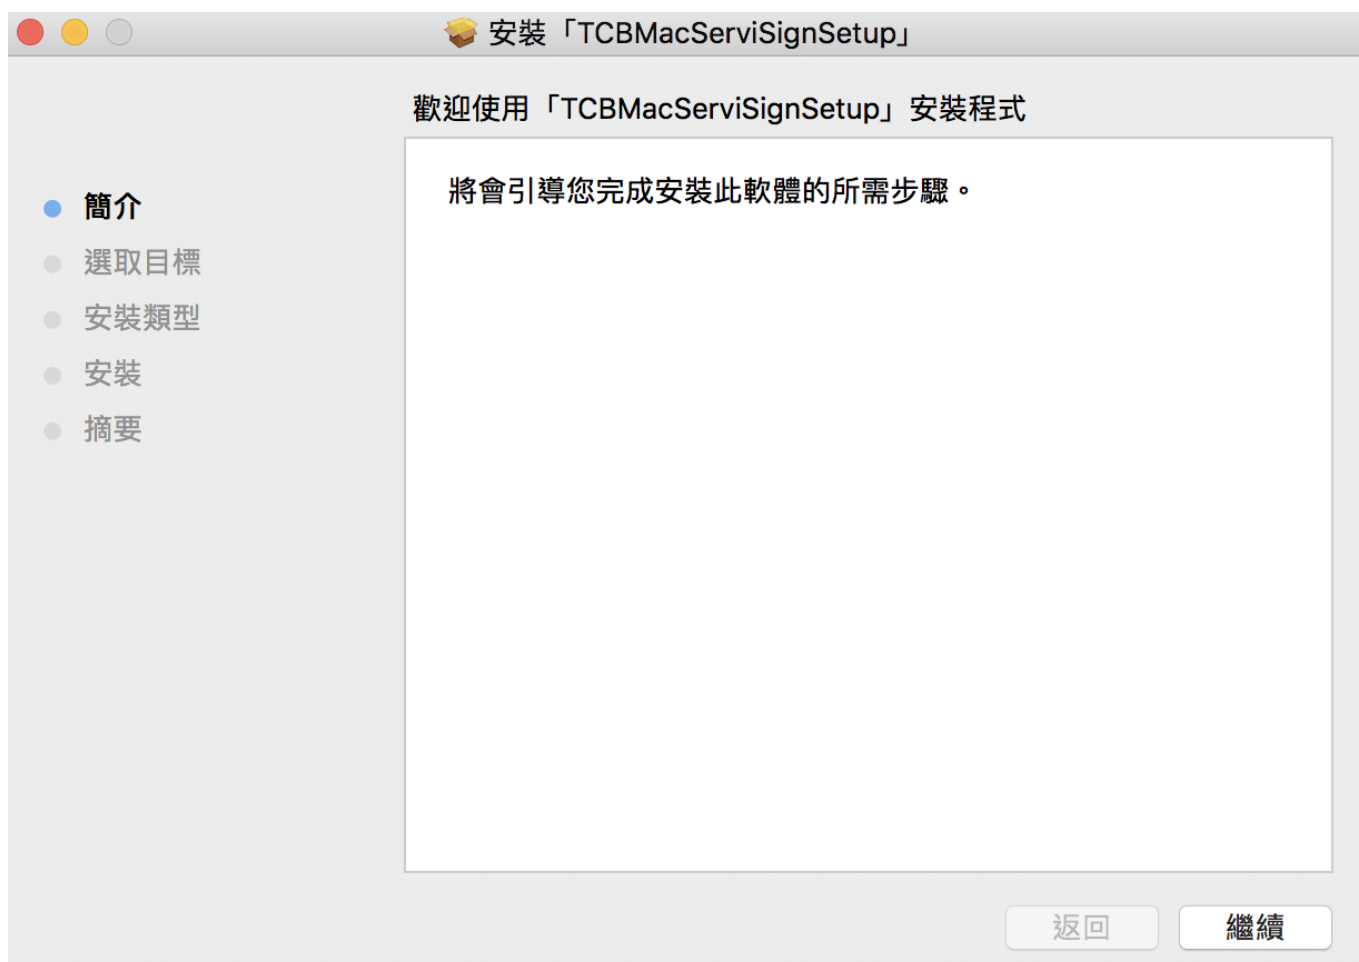 安裝「TCBMacServiSignSetup」
歡迎使用「TCBMacServiSignSetup」安裝程式
將會引導您完成安裝此軟體的所需步驟。
簡介
選取目標
安裝類型
安裝
摘要
返回
繼續